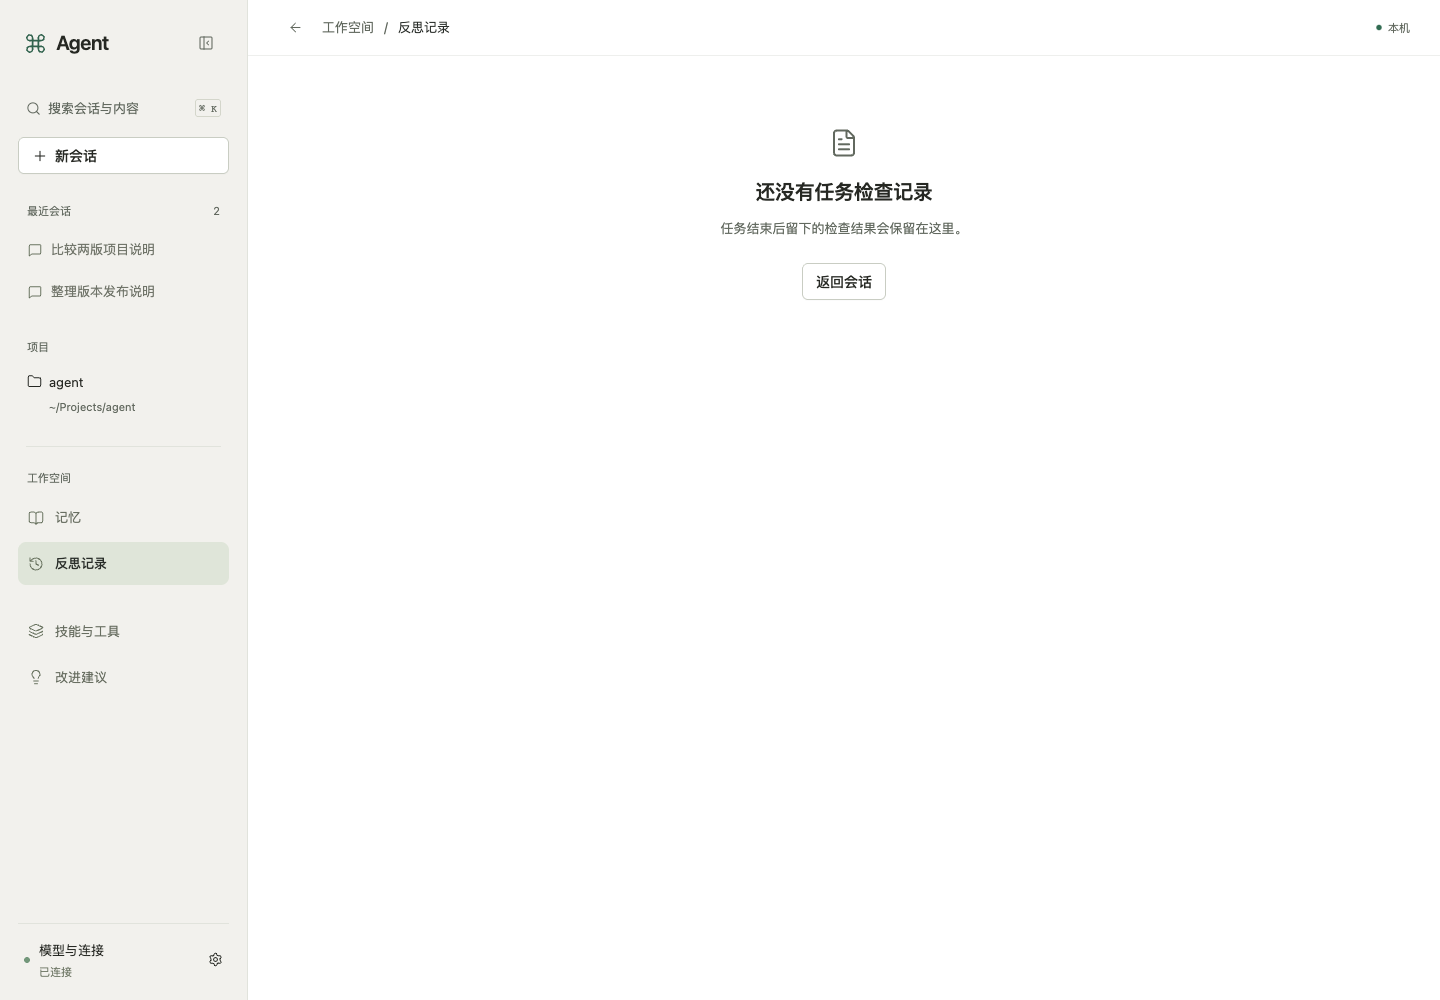 Agent
搜索会话与内容
⌘ K
新会话
最近会话 2
比较两版项目说明
整理版本发布说明
项目
agent
~/Projects/agent
工作空间
记忆
反思记录
技能与工具
改进建议
模型与连接
已连接
工作空间 / 反思记录
本机
还没有任务检查记录
任务结束后留下的检查结果会保留在这里。
返回会话